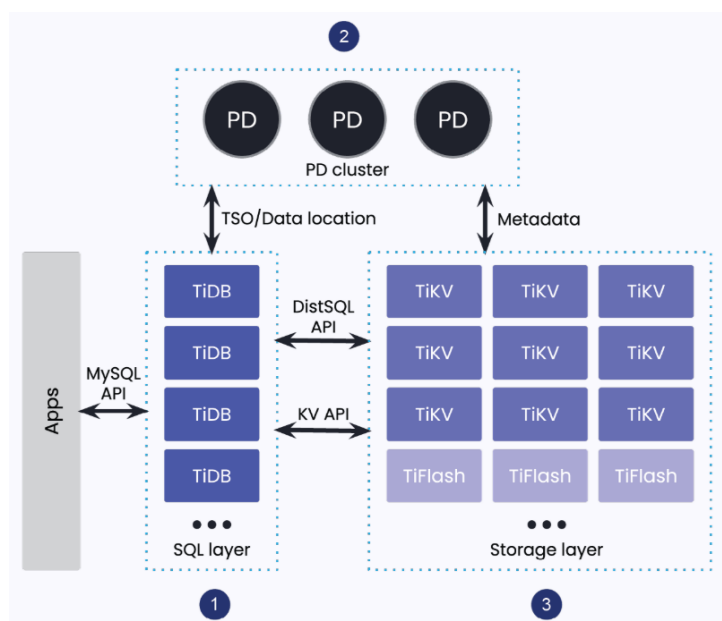 2
PD
PD
PD
PD cluster
TSO/Data location
Metadata
Apps
MySQL
API
TiDB
TiDB
TiDB
TiDB
SQL layer
DistSQL
API
KV API
TiKV TiKV TiKV
TiKV TiKV TiKV
TiKV TiKV TiKV
TiFlash TiFlash TiFlash
Storage layer
1
3